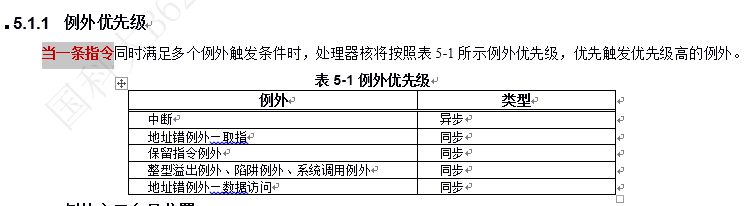 5.1.1 例外优先级
当一条指令同时满足多个例外触发条件时，处理器核将按照表 5-1 所示例外优先级，优先触发优先级高的例外。
表 5-1 例外优先级
例外 类型
中断 异步
地址错例外—取指 同步
保留指令例外 同步
整型溢出例外、陷阱例外、系统调用例外 同步
地址错例外—数据访问 同步